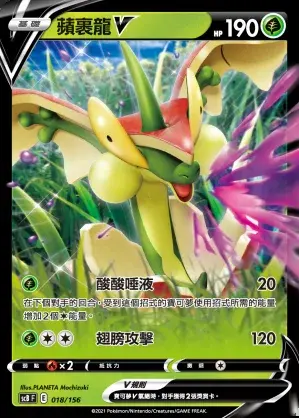 基礎 蘋裹龍V HP 190
酸酸唾液 20
在下個對手的回合,受到這個招式的寶可夢使用招式所需的能量
增加2個 能量。
翅膀攻擊 120
弱點 ×2 抵抗力 撤退
V規則
寶可夢V氣絕時,對手獲得2張獎賞卡。
Illus.PLANETA Mochizuki
sc3 F E 018/156
©2021 Pokémon/Nintendo/Creatures/GAME FREAK